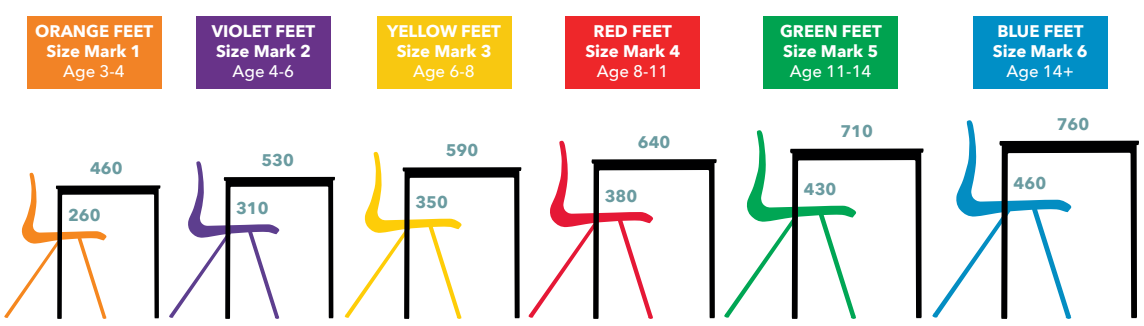 ORANGE FEET
Size Mark 1
Age 3-4
VIOLET FEET
Size Mark 2
Age 4-6
YELLOW FEET
Size Mark 3
Age 6-8
RED FEET
Size Mark 4
Age 8-11
GREEN FEET
Size Mark 5
Age 11-14
BLUE FEET
Size Mark 6
Age 14+
460
260
530
310
590
350
640
380
710
430
760
460